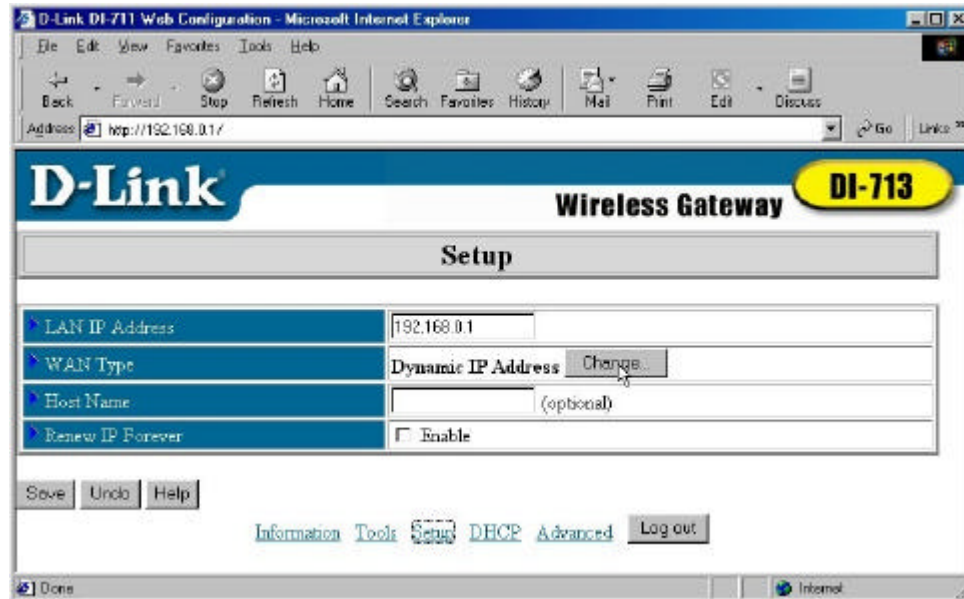 D-Link DI-711 Web Configuration - Microsoft Internet Explorer
File Edit View Favorites Tools Help
Back Forward Stop Refresh Home Search Favorites History Mail Print Edit Discuss
Address http://192.168.0.1/ Go Links »
D-Link
Wireless Gateway DI-713
Setup
LAN IP Address 192.168.0.1
WAN Type Dynamic IP Address Change...
Host Name (optional)
Renew IP Forever Enable
Save Undo Help
Information Tools Setup DHCP Advanced Log out
Done Internet